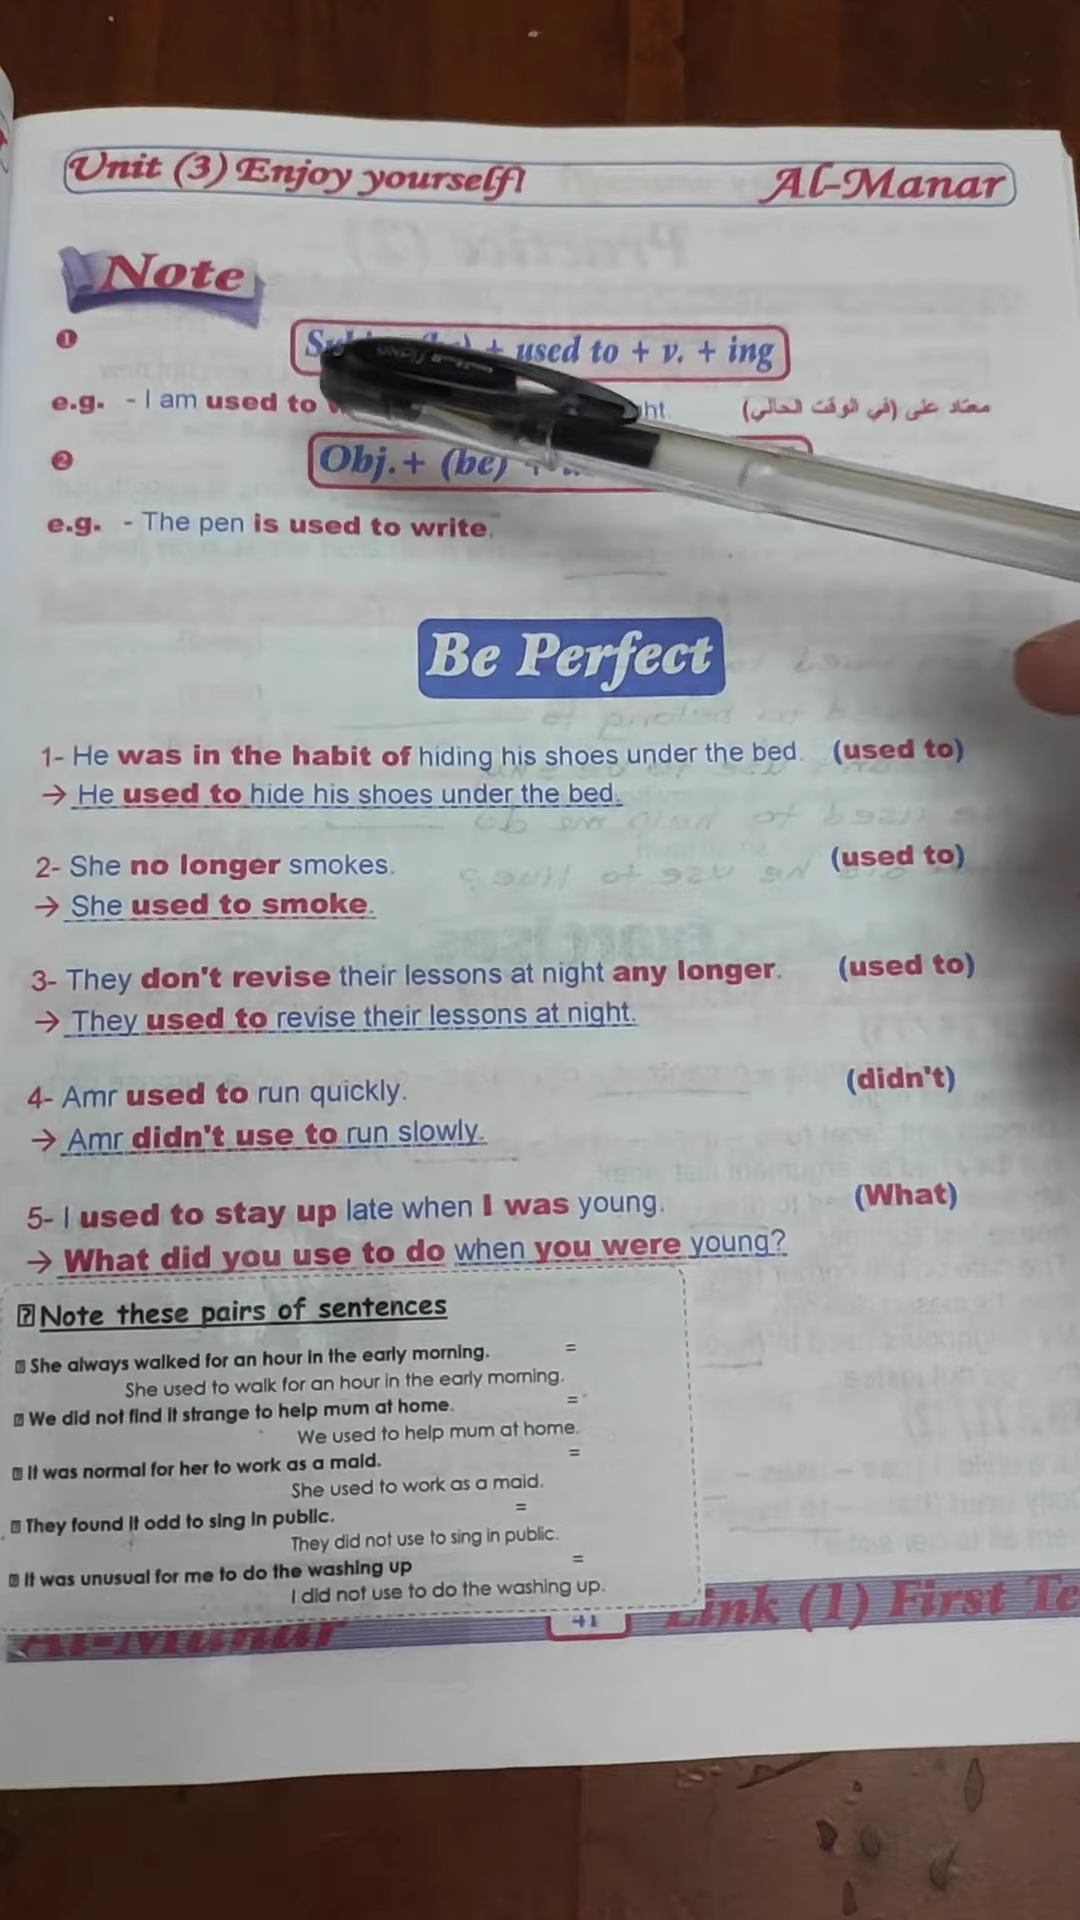 Unit (3) Enjoy yourself! Al-Manar
Note
1 + used to + v. + ing
e.g. - I am used to معتاد على (في الوقت الحالي)
2 Obj.+ (be) +
e.g. - The pen is used to write.
Be Perfect
1- He was in the habit of hiding his shoes under the bed. (used to)
→ He used to hide his shoes under the bed.
2- She no longer smokes. (used to)
→ She used to smoke.
3- They don't revise their lessons at night any longer. (used to)
→ They used to revise their lessons at night.
4- Amr used to run quickly. (didn't)
→ Amr didn't use to run slowly.
5- I used to stay up late when I was young. (What)
→ What did you use to do when you were young?
Note these pairs of sentences
She always walked for an hour in the early morning. =
She used to walk for an hour in the early morning.
We did not find it strange to help mum at home. =
We used to help mum at home.
It was normal for her to work as a maid. =
She used to work as a maid.
They found it odd to sing in public. =
They did not use to sing in public.
It was unusual for me to do the washing up =
I did not use to do the washing up.
Al-Manar 41 Link (1) First